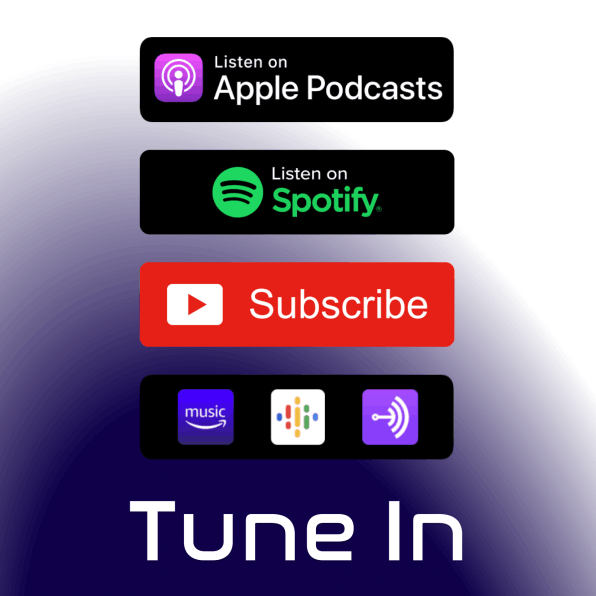 Listen on
Apple Podcasts
Listen on
Spotify®
Subscribe
music
Tune In